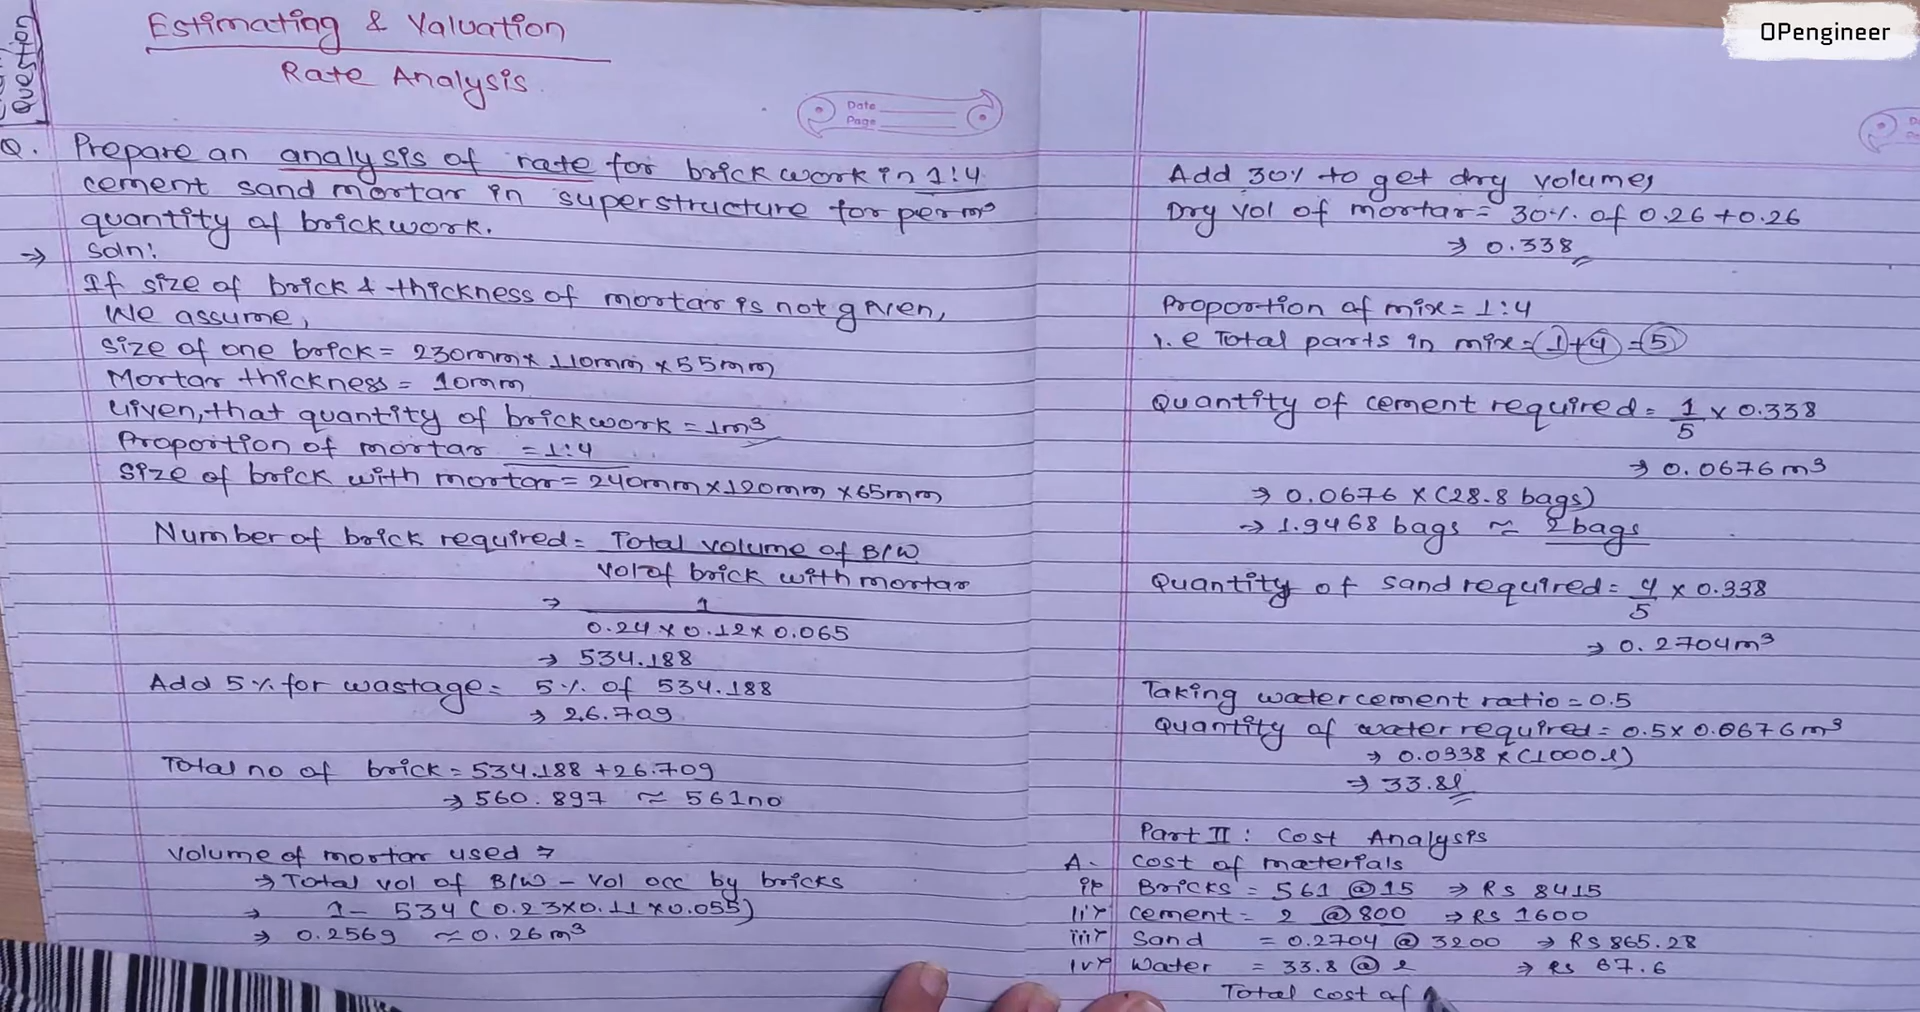 OPengineer
Estimating & Valuation
Rate Analysis
Date
Page
Q. Prepare an analysis of rate for brickwork in 1:4
cement sand mortar in superstructure for per m³
quantity of brickwork.
→ Soln:
If size of brick & thickness of mortar is not given,
We assume,
Size of one brick = 230mm × 110mm × 55mm
Mortar thickness = 10mm
Given, that quantity of brickwork = 1m³
Proportion of mortar = 1:4
Size of brick with mortar = 240mm × 120mm × 65mm
Number of brick required = Total volume of B/W
Vol of brick with mortar
→ 1
0.24 × 0.12 × 0.065
→ 534.188
Add 5% for wastage = 5% of 534.188
→ 26.709
Total no of brick = 534.188 + 26.709
→ 560.897 ≈ 561no
Volume of mortar used →
→ Total vol of B/W - Vol occ by bricks
→ 1 - 534 (0.23×0.11×0.055)
→ 0.2569 ≈ 0.26m³
Add 30% to get dry volume,
Dry vol of mortar = 30% of 0.26 + 0.26
→ 0.338
Proportion of mix = 1:4
i.e Total parts in mix = 1+4 = 5
Quantity of cement required = 1/5 × 0.338
→ 0.0676m³
→ 0.0676 × (28.8 bags)
→ 1.9468 bags ≈ 2 bags
Quantity of sand required = 4/5 × 0.338
→ 0.2704m³
Taking water cement ratio = 0.5
Quantity of water required = 0.5 × 0.0676m³
→ 0.0338 × (1000 l)
→ 33.8l
Part II : Cost Analysis
A. Cost of materials
i) Bricks = 561 @ 15 → Rs 8415
ii) Cement = 2 @ 800 → Rs 1600
iii) Sand = 0.2704 @ 3200 → Rs 865.28
iv) Water = 33.8 @ 2 → Rs 67.6
Total cost of